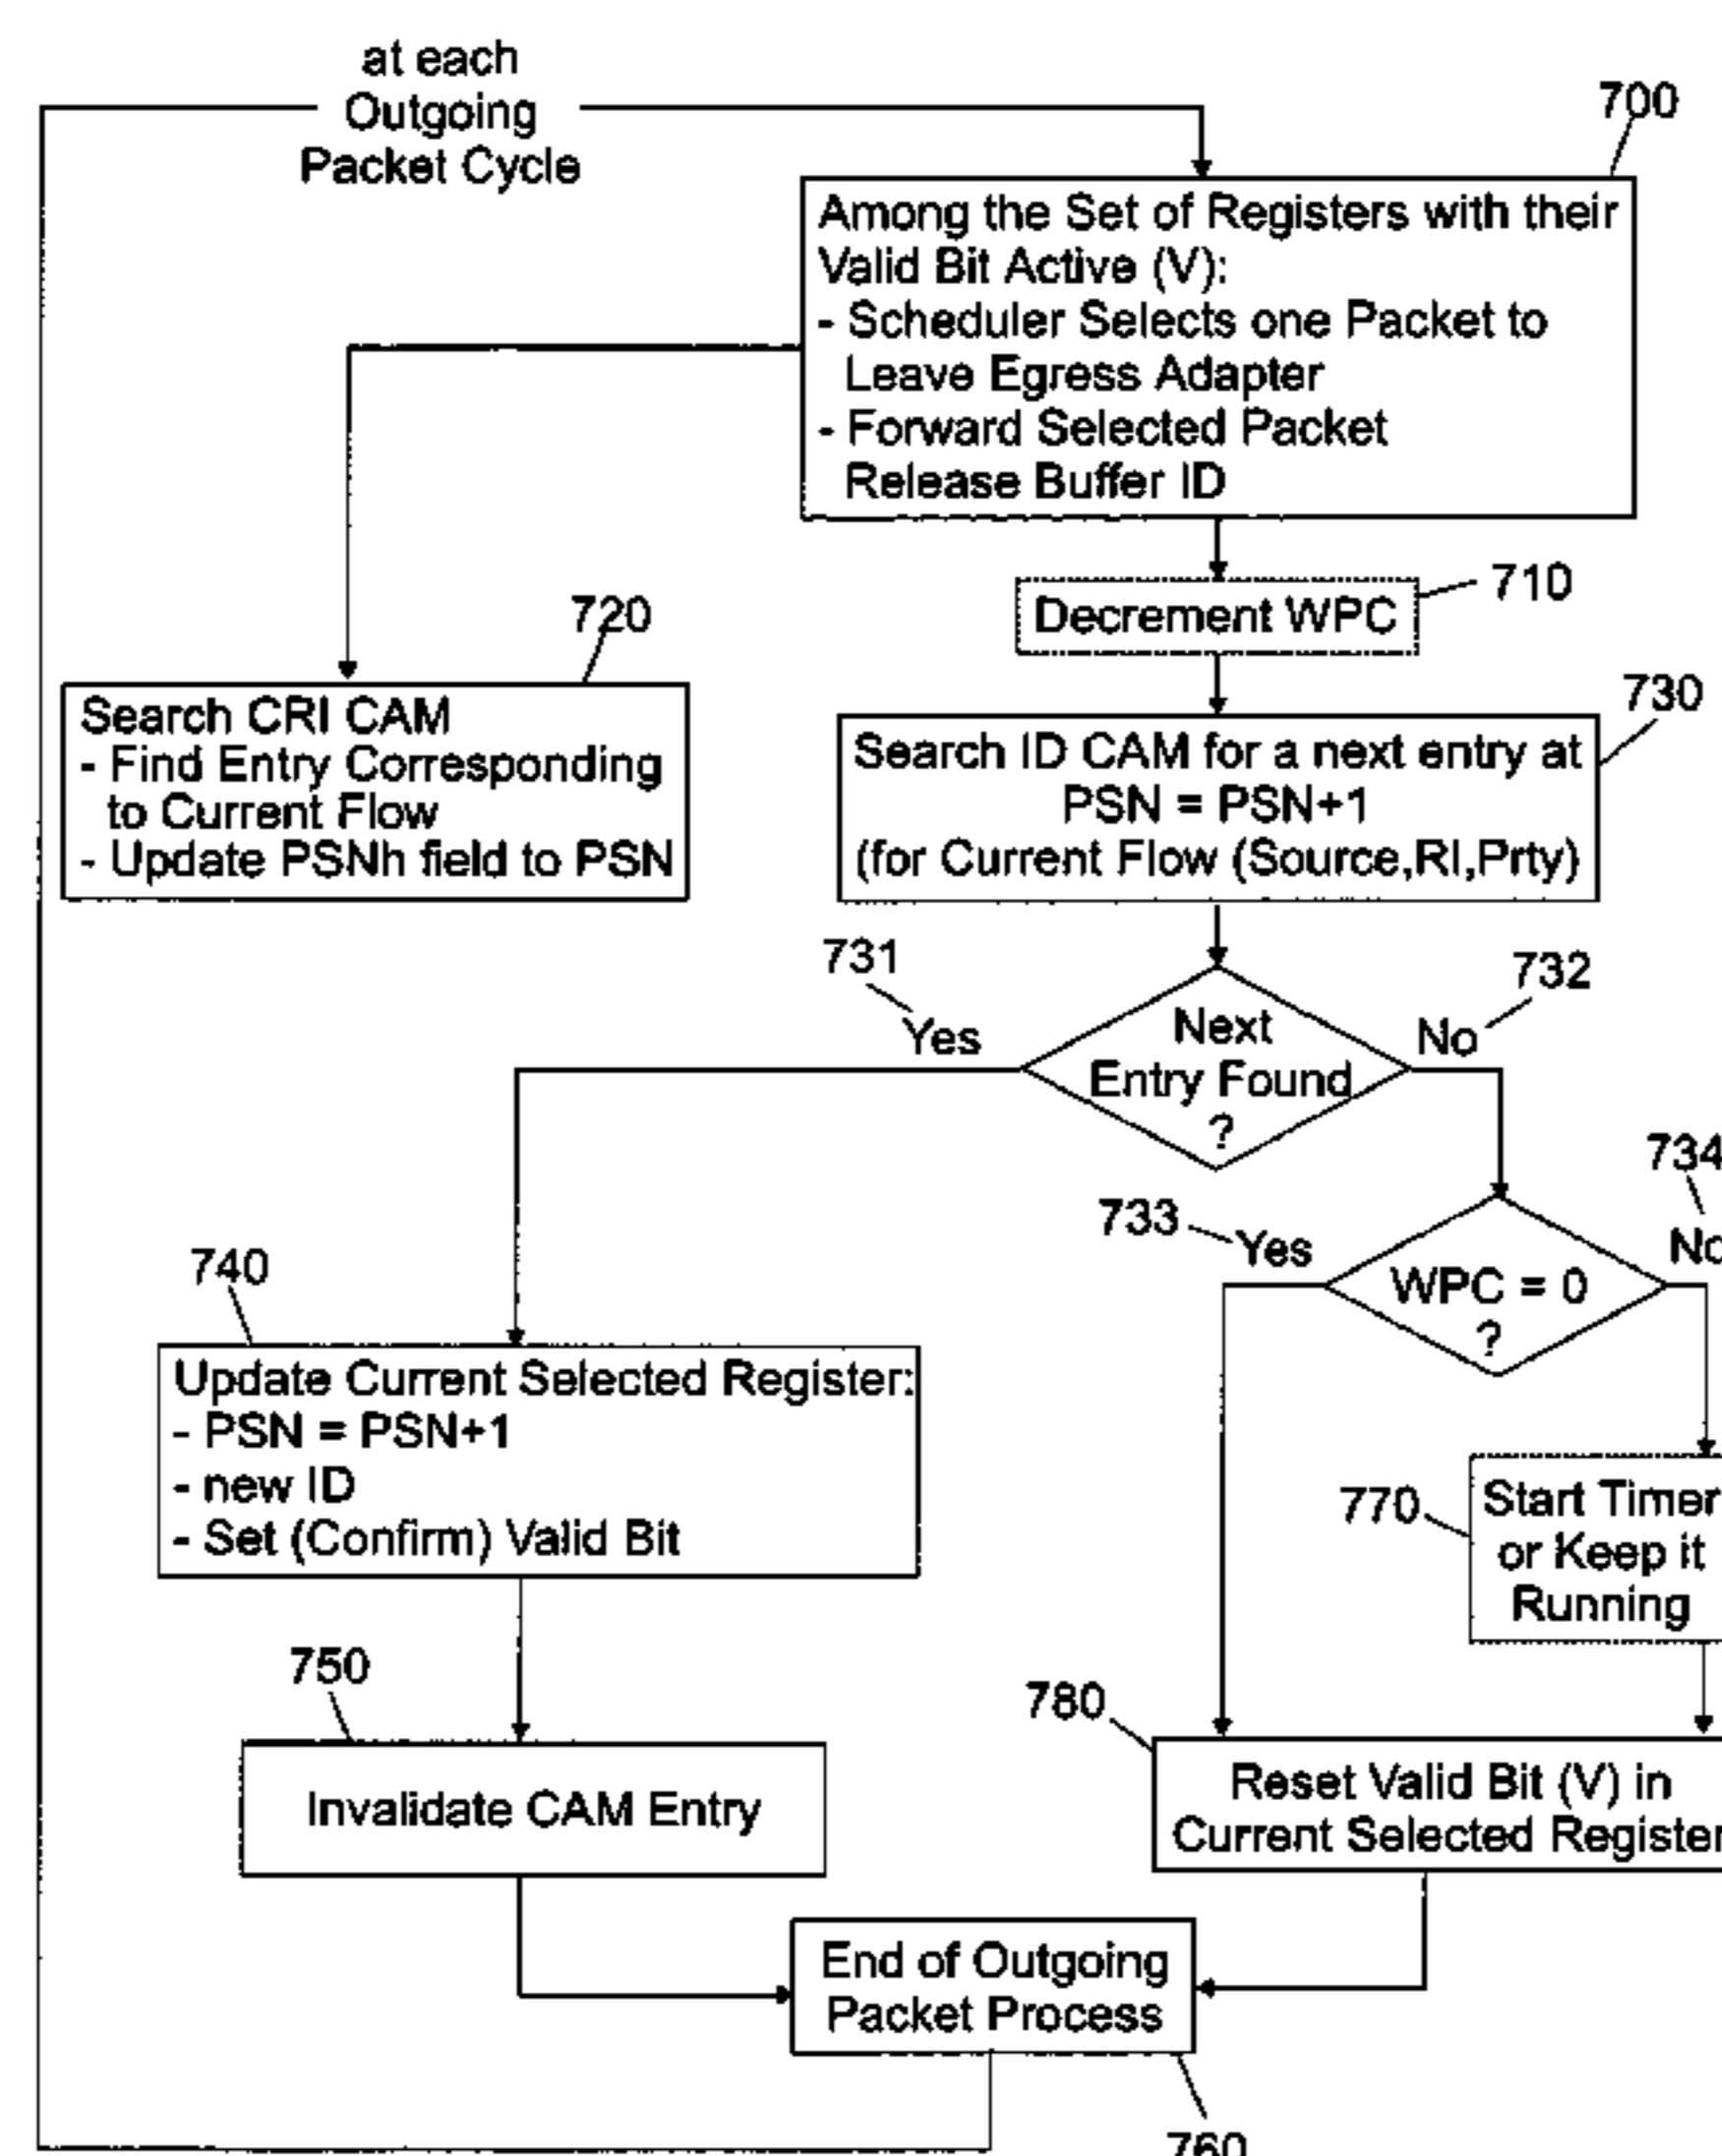 at each
Outgoing
Packet Cycle
700
Among the Set of Registers with their
Valid Bit Active (V):
- Scheduler Selects one Packet to
Leave Egress Adapter
- Forward Selected Packet
Release Buffer ID
710
Decrement WPC
720
Search CRI CAM
- Find Entry Corresponding
to Current Flow
- Update PSNh field to PSN
730
Search ID CAM for a next entry at
PSN = PSN+1
(for Current Flow (Source,RI,Prty)
731
Yes
732
No
Next
Entry Found
?
734
No
733
Yes
WPC = 0
?
740
Update Current Selected Register:
- PSN = PSN+1
- new ID
- Set (Confirm) Valid Bit
770
Start Timer
or Keep it
Running
750
Invalidate CAM Entry
780
Reset Valid Bit (V) in
Current Selected Register
End of Outgoing
Packet Process
760